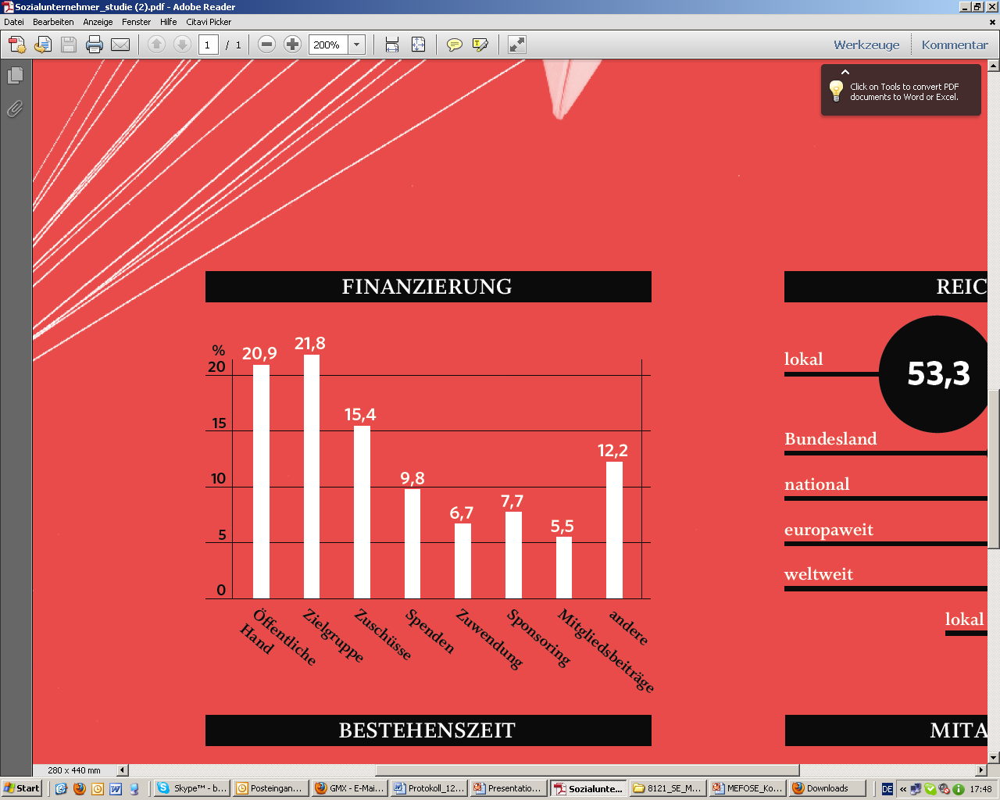 Sozialunternehmer_studie (2).pdf - Adobe Reader
Datei Bearbeiten Anzeige Fenster Hilfe Citavi Picker
1 / 1 200% Werkzeuge Kommentar
Click on Tools to convert PDF
documents to Word or Excel.
FINANZIERUNG
%
20
15
10
5
0
20,9
21,8
15,4
9,8
6,7
7,7
5,5
12,2
Öffentliche
Hand
Zielgruppe
Zuschüsse
Spenden
Zuwendung
Sponsoring
Mitgliedsbeiträge
andere
REIC
lokal
53,3
Bundesland
national
europaweit
weltweit
lokal
BESTEHENSZEIT
MITA
280 x 440 mm
Start Skype™ - b... Posteingan... GMX - E-Mai... Protokoll_12... Presentatio... Sozialunte... 8121_SE_M... MEFOSE_Ko... Downloads DE 17:48